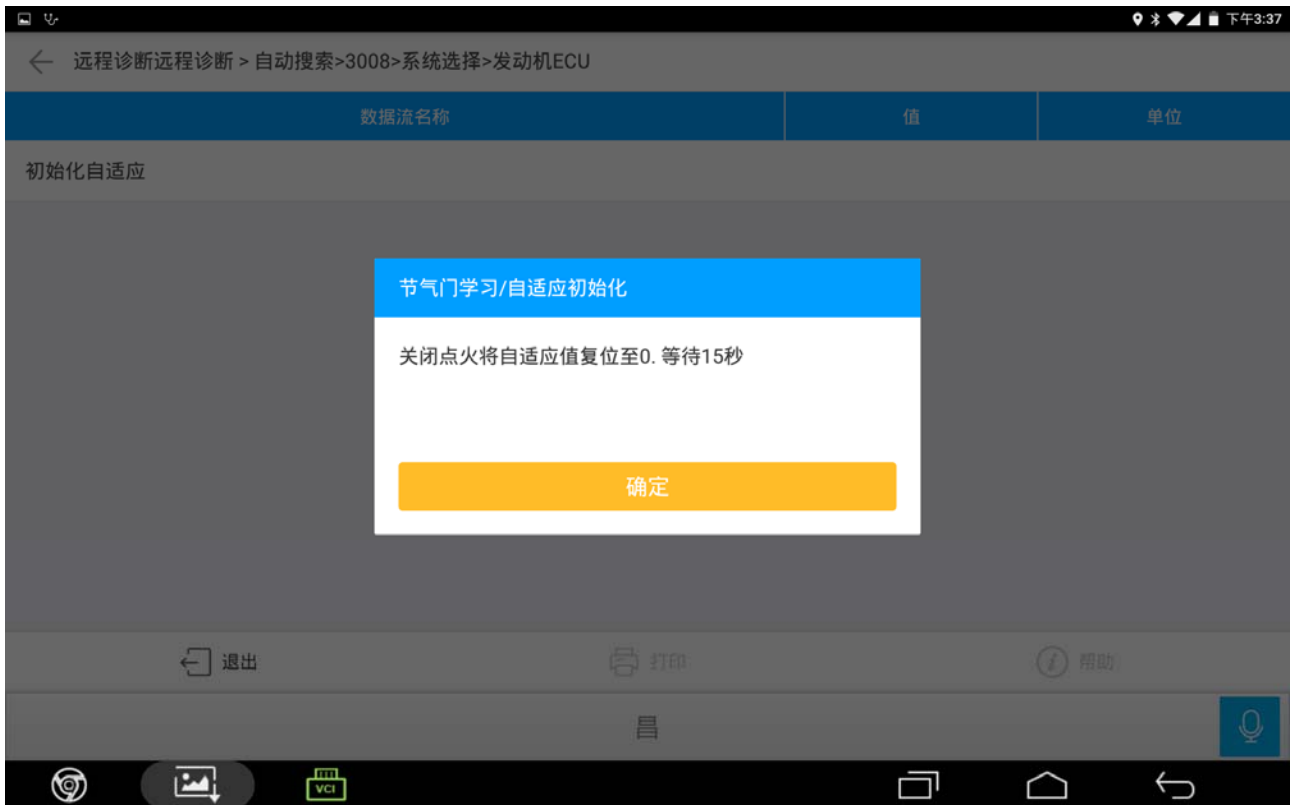 下午3:37
远程诊断远程诊断 > 自动搜索>3008>系统选择>发动机ECU
数据流名称 值 单位
初始化自适应
节气门学习/自适应初始化
关闭点火将自适应值复位至0. 等待15秒
确定
退出 打印 帮助
昌
VCI